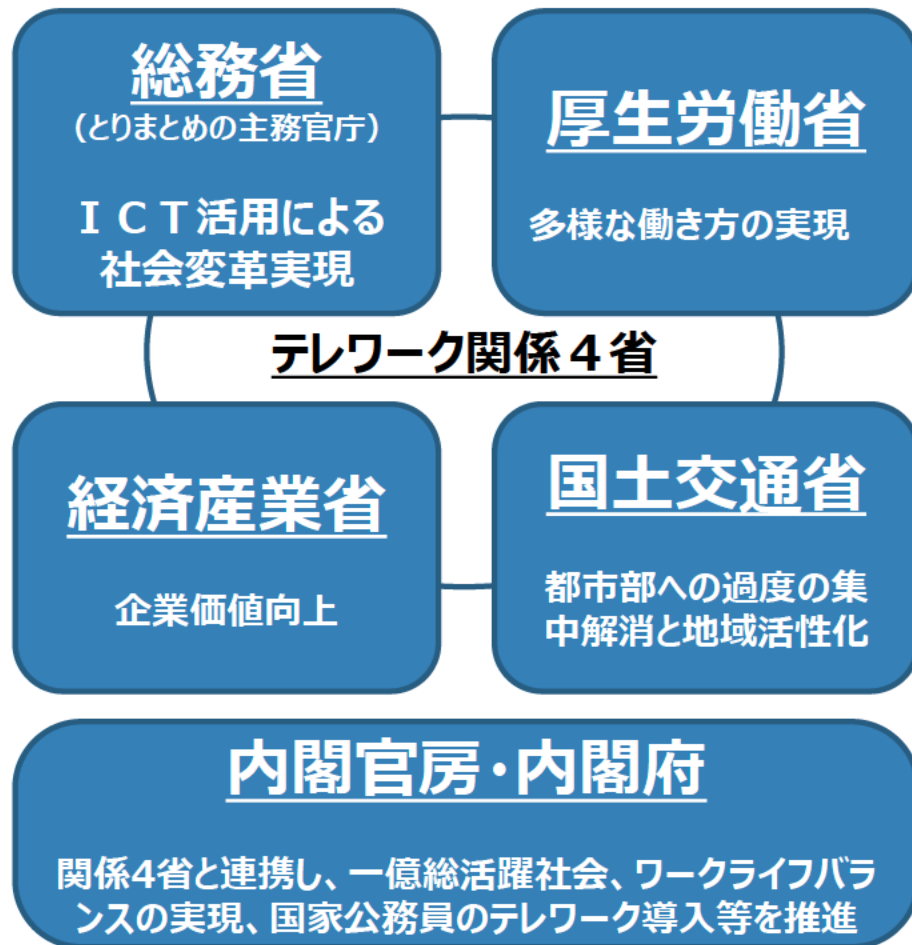 総務省
(とりまとめの主務官庁)
ＩＣＴ活用による
社会変革実現
厚生労働省
多様な働き方の実現
テレワーク関係４省
経済産業省
企業価値向上
国土交通省
都市部への過度の集
中解消と地域活性化
内閣官房・内閣府
関係4省と連携し、一億総活躍社会、ワークライフバラ
ンスの実現、国家公務員のテレワーク導入等を推進